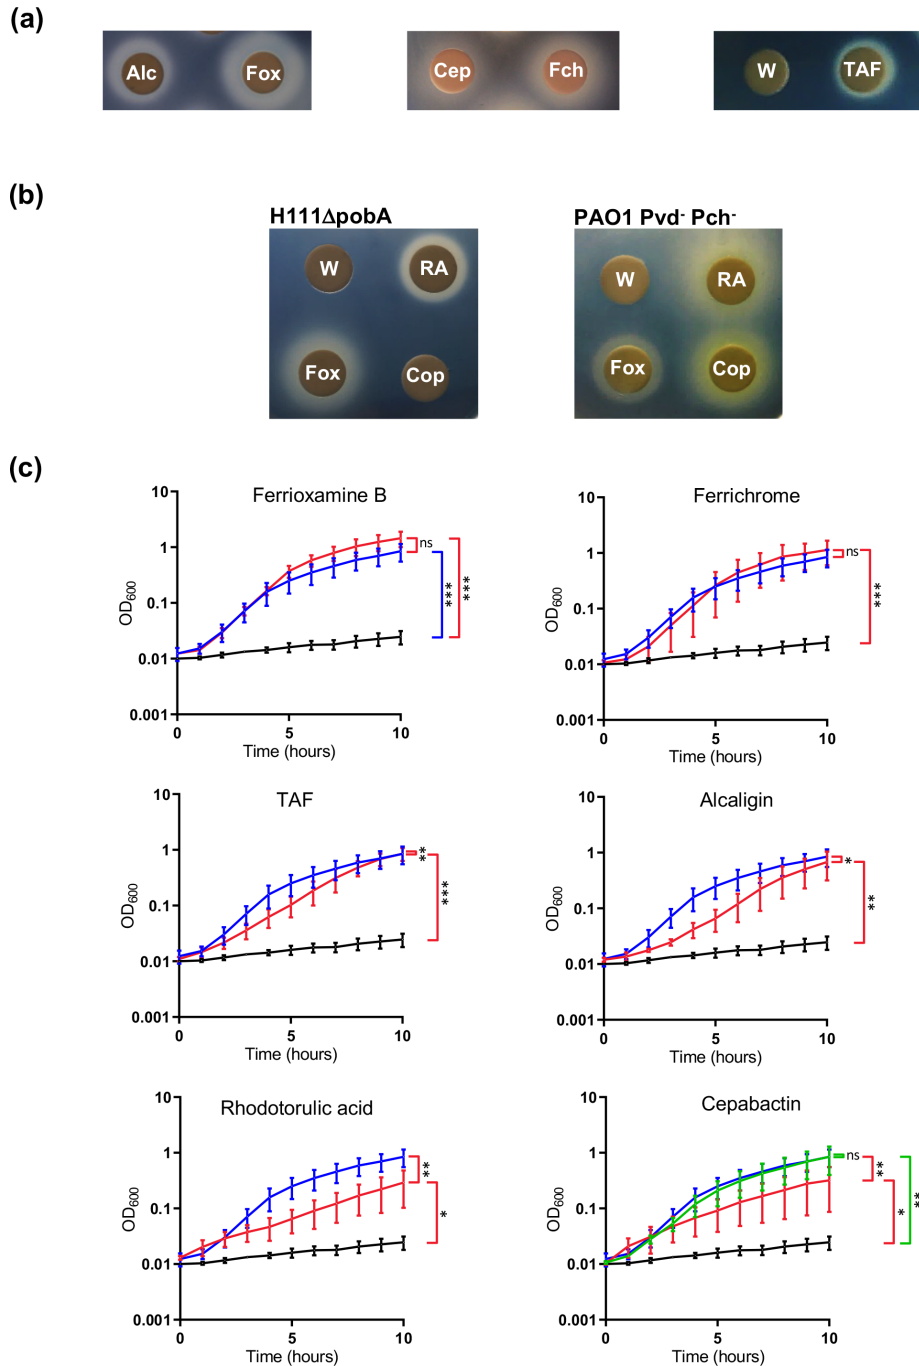 (a)
Alc Fox Cep Fch W TAF
(b)
H111ΔpobA PAO1 Pvd- Pch-
W RA W RA
Fox Cop Fox Cop
(c)
Ferrioxamine B
10
1
0.1
0.01
0.001
OD600
0 5 10
Time (hours)
ns
***
***
Ferrichrome
10
1
0.1
0.01
0.001
OD600
0 5 10
Time (hours)
ns
***
TAF
10
1
0.1
0.01
0.001
OD600
0 5 10
Time (hours)
**
***
Alcaligin
10
1
0.1
0.01
0.001
OD600
0 5 10
Time (hours)
*
**
Rhodotorulic acid
10
1
0.1
0.01
0.001
OD600
0 5 10
Time (hours)
**
*
Cepabactin
10
1
0.1
0.01
0.001
OD600
0 5 10
Time (hours)
ns
**
*
**